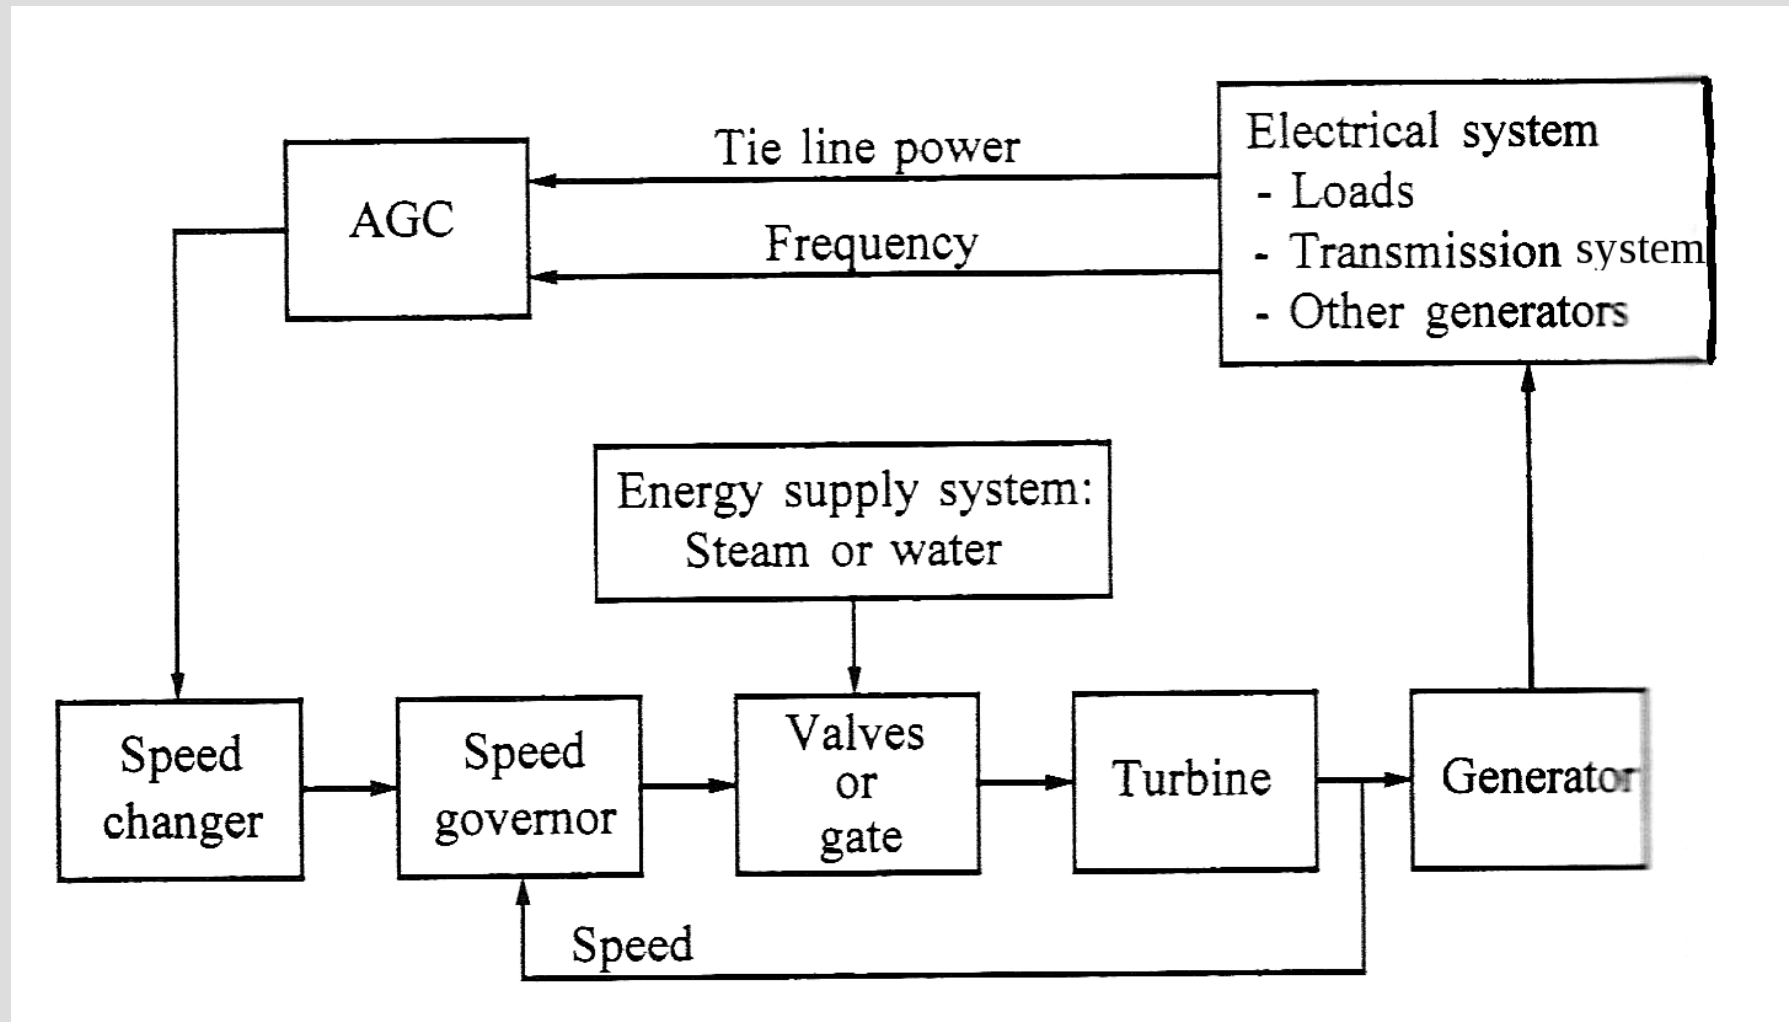 Tie line power
AGC
Frequency
Electrical system
- Loads
- Transmission system
- Other generators
Energy supply system:
Steam or water
Speed
changer
Speed
governor
Valves
or
gate
Turbine
Generator
Speed